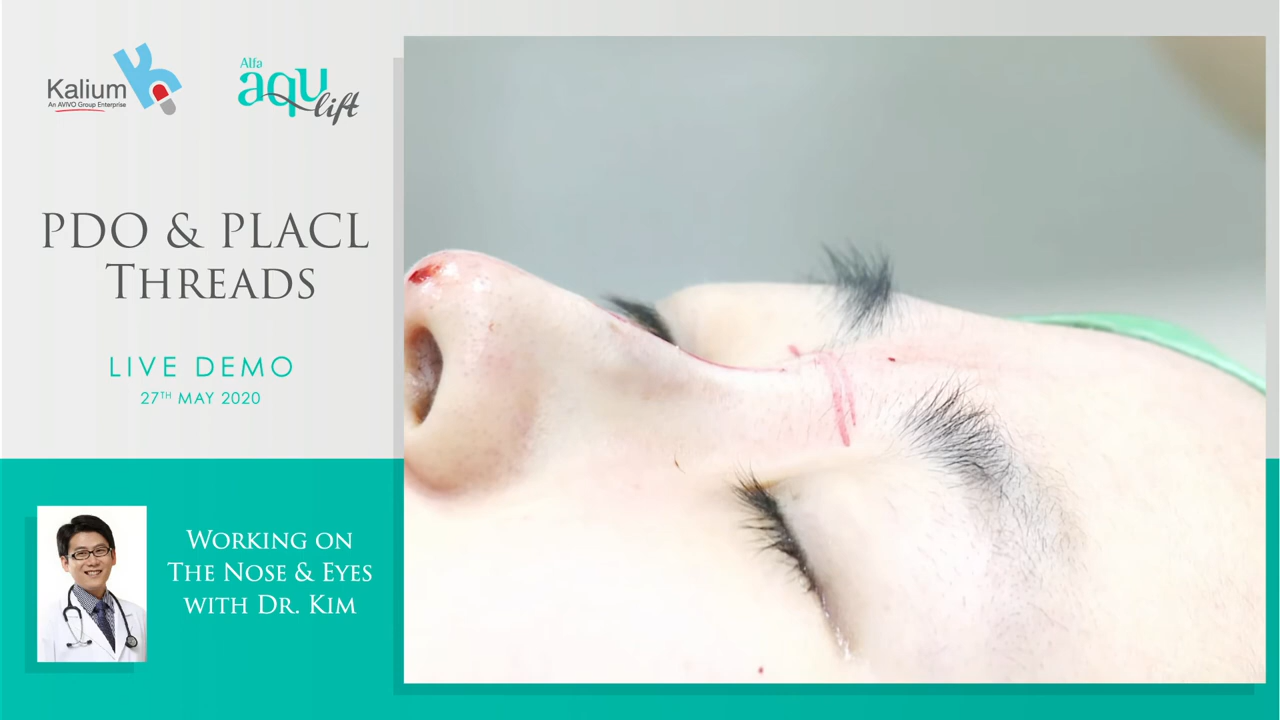 Kalium
An AVIVO Group Enterprise
Alfa
aqu
lift
PDO & PLACL
THREADS
LIVE DEMO
27TH MAY 2020
WORKING ON
THE NOSE & EYES
WITH DR. KIM